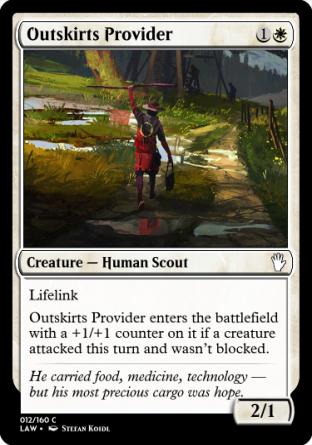 Outskirts Provider 1
Creature — Human Scout
Lifelink
Outskirts Provider enters the battlefield
with a +1/+1 counter on it if a creature
attacked this turn and wasn't blocked.
He carried food, medicine, technology —
but his most precious cargo was hope.
2/1
012/160 C
LAW • Stefan Koidl